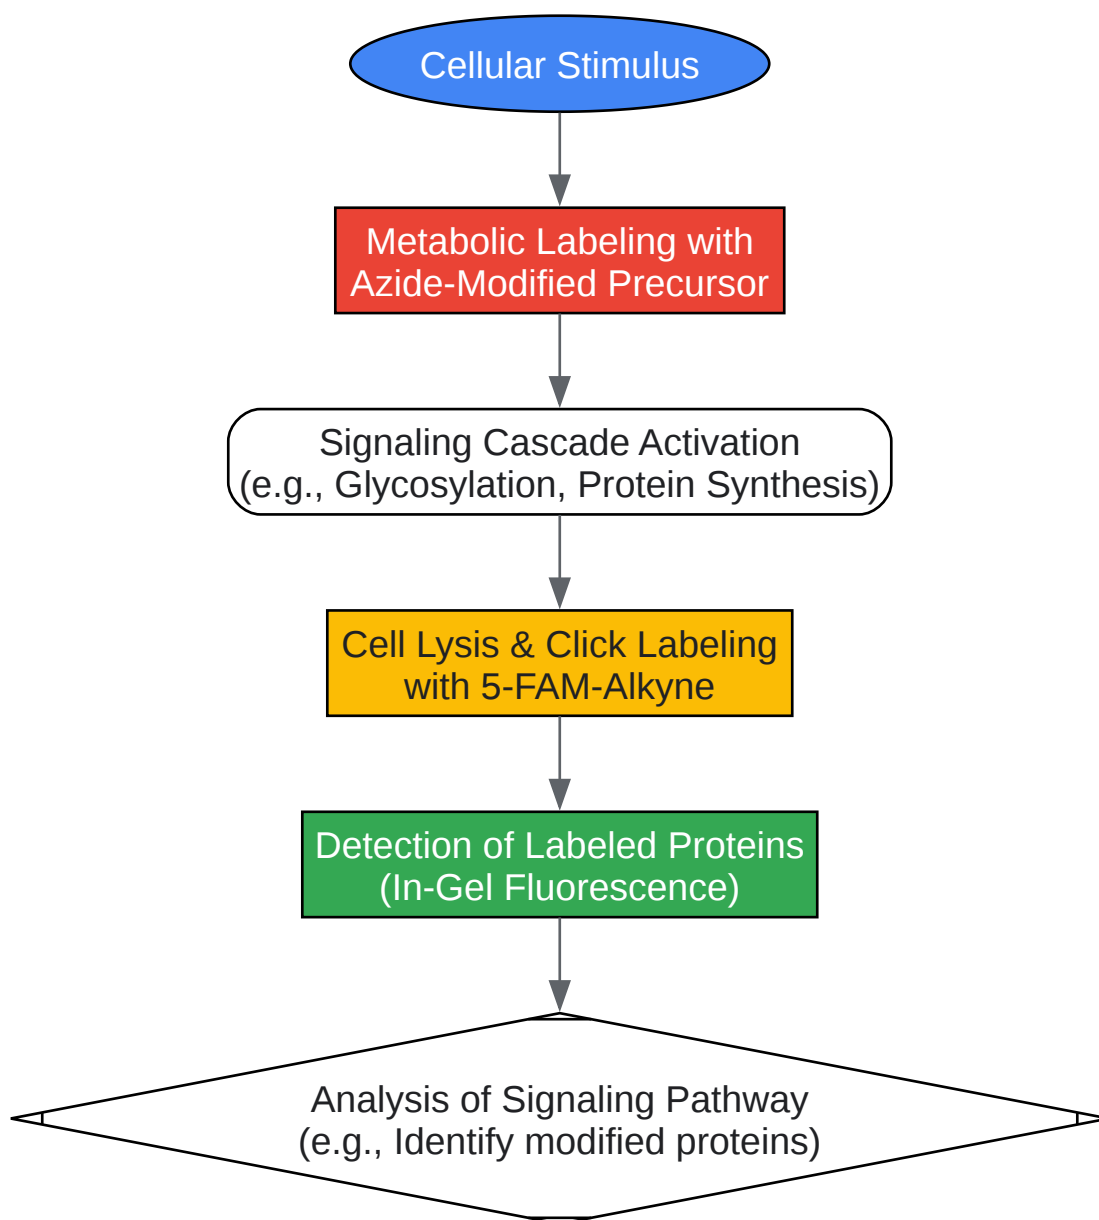 Cellular Stimulus
Metabolic Labeling with
Azide-Modified Precursor
Signaling Cascade Activation
(e.g., Glycosylation, Protein Synthesis)
Cell Lysis & Click Labeling
with 5-FAM-Alkyne
Detection of Labeled Proteins
(In-Gel Fluorescence)
Analysis of Signaling Pathway
(e.g., Identify modified proteins)